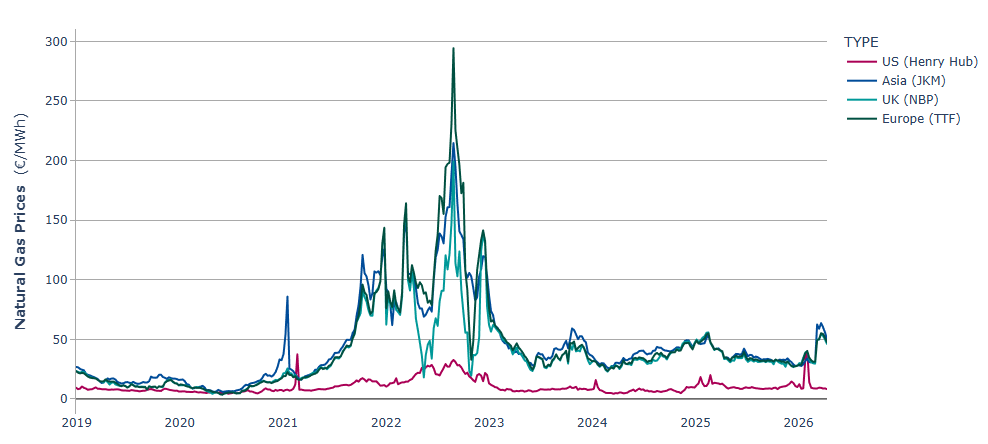 TYPE
US (Henry Hub)
Asia (JKM)
UK (NBP)
Europe (TTF)
Natural Gas Prices (€/MWh)
300
250
200
150
100
50
0
2019 2020 2021 2022 2023 2024 2025 2026